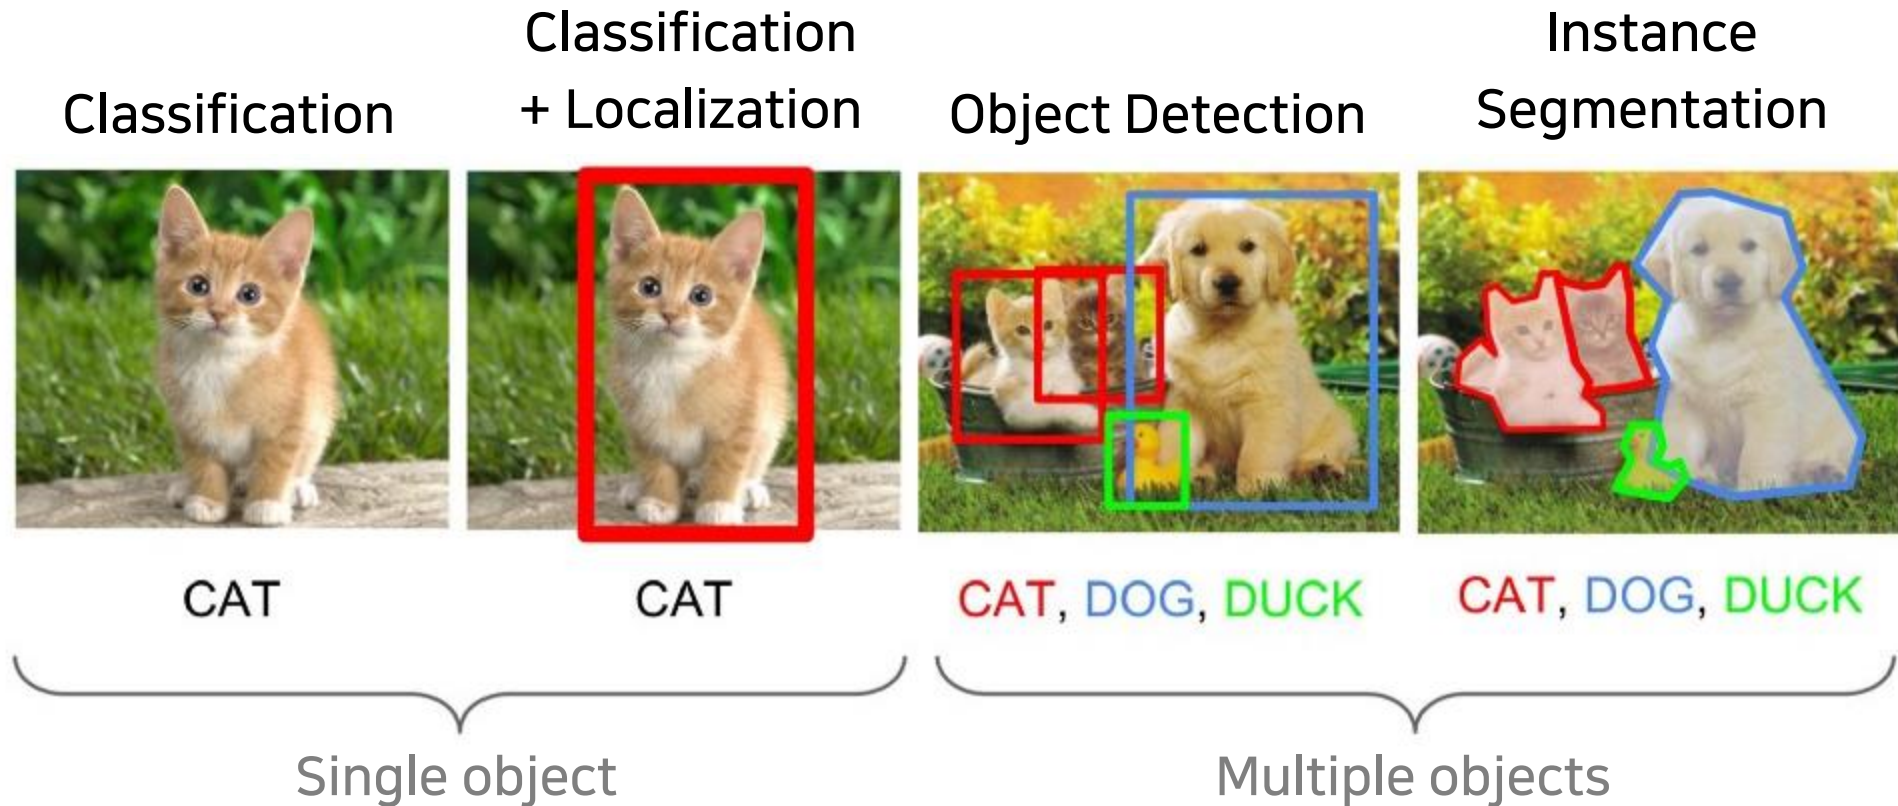 Classification
Classification
+ Localization
Object Detection
Instance
Segmentation
CAT
CAT
CAT, DOG, DUCK
CAT, DOG, DUCK
Single object
Multiple objects